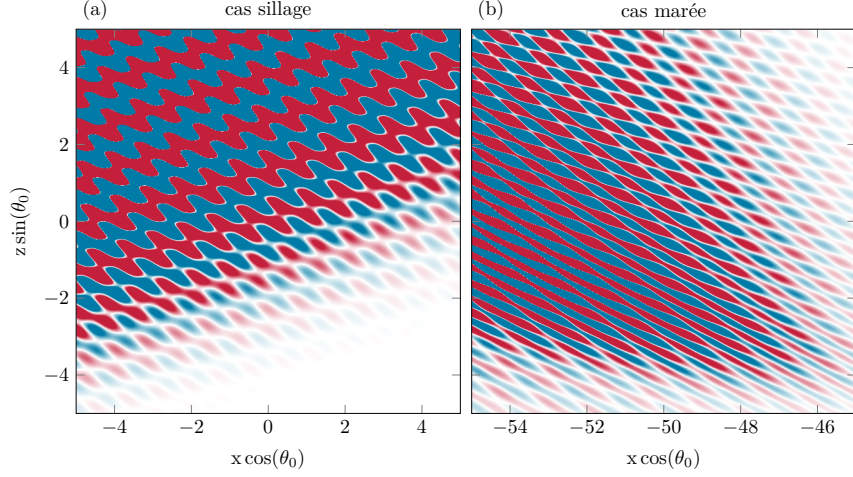 (a) cas sillage
(b) cas marée
4
2
0
−2
−4
z sin(θ₀)
−4 −2 0 2 4
−54 −52 −50 −48 −46
x cos(θ₀)
x cos(θ₀)